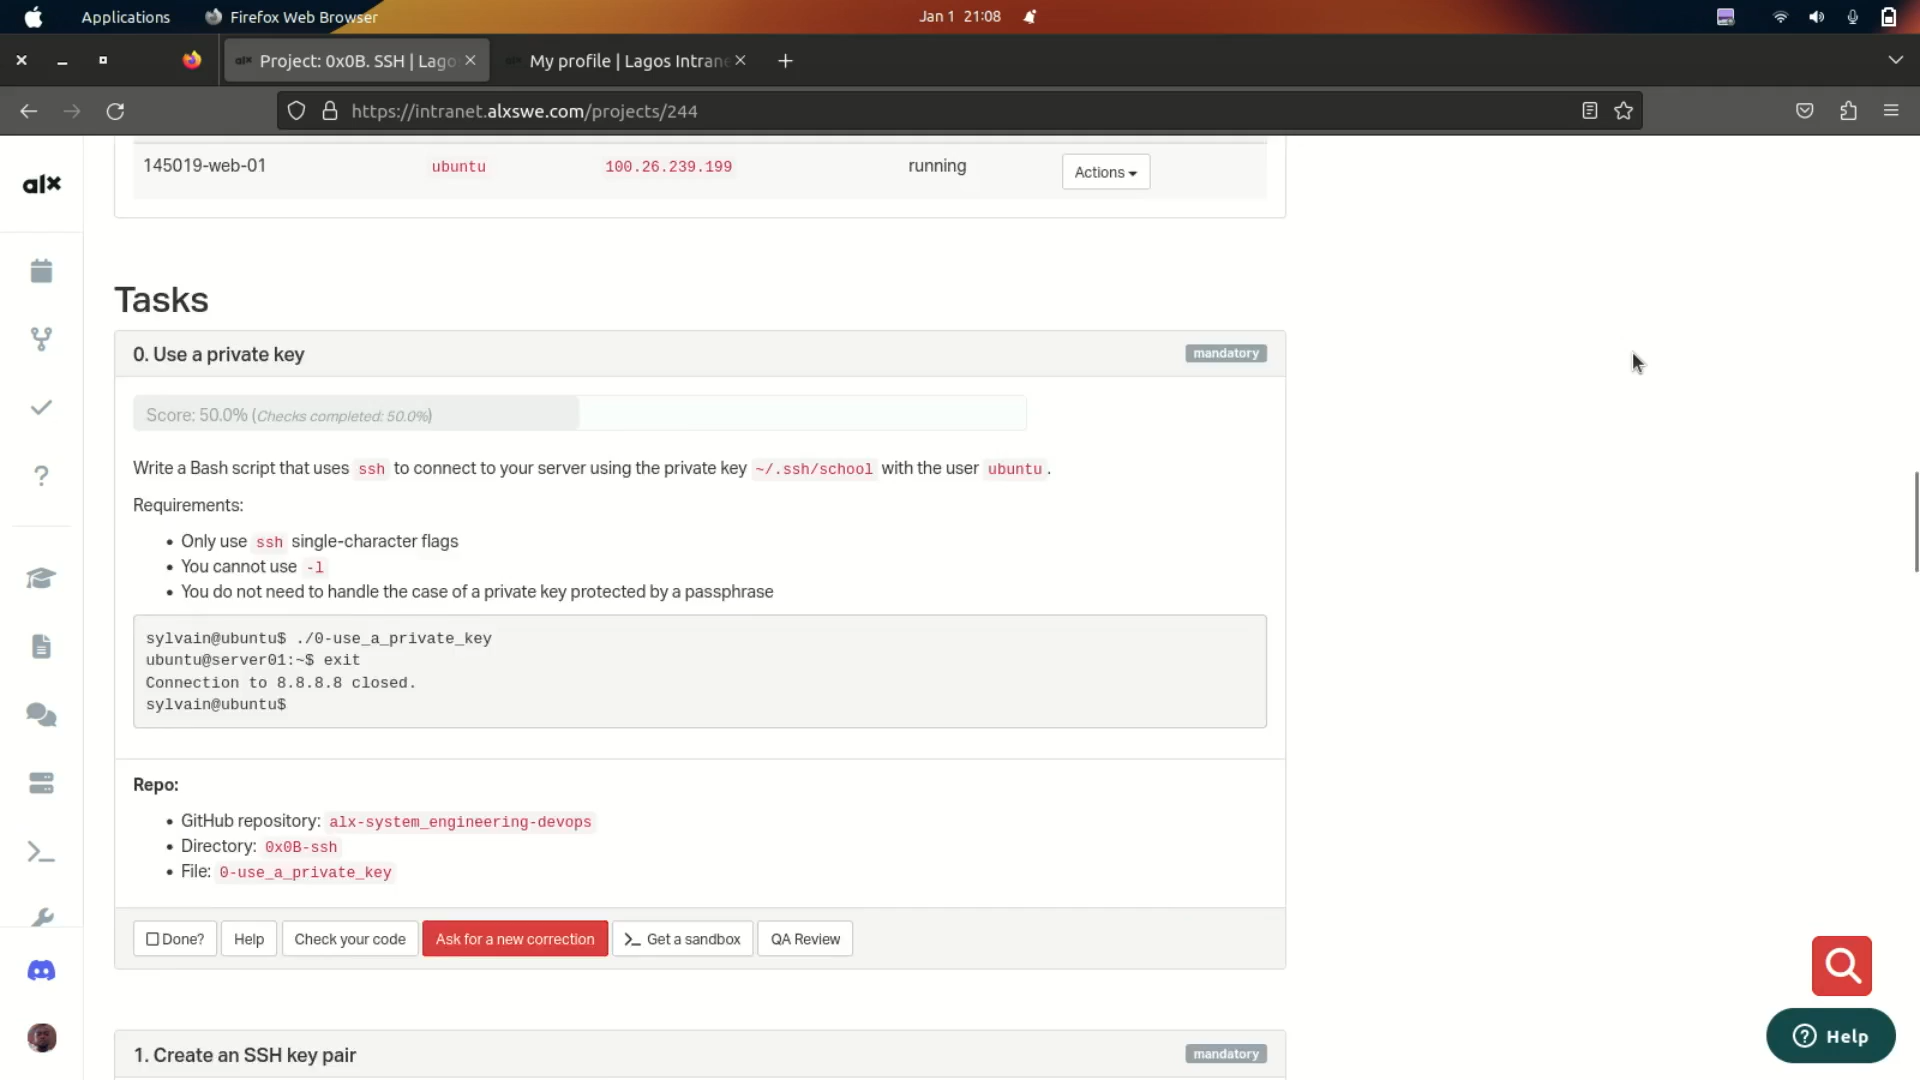 Applications
Firefox Web Browser
Jan 1 21:08
alx Project: 0x0B. SSH | Lago
My profile | Lagos Intrane
https://intranet.alxswe.com/projects/244
alx
145019-web-01 ubuntu 100.26.239.199 running Actions
Tasks
0. Use a private key mandatory
Score: 50.0% (Checks completed: 50.0%)
Write a Bash script that uses ssh to connect to your server using the private key ~/.ssh/school with the user ubuntu .
Requirements:
• Only use ssh single-character flags
• You cannot use -l
• You do not need to handle the case of a private key protected by a passphrase
sylvain@ubuntu$ ./0-use_a_private_key
ubuntu@server01:~$ exit
Connection to 8.8.8.8 closed.
sylvain@ubuntu$
Repo:
• GitHub repository: alx-system_engineering-devops
• Directory: 0x0B-ssh
• File: 0-use_a_private_key
Done? Help Check your code Ask for a new correction Get a sandbox QA Review
1. Create an SSH key pair mandatory
Help